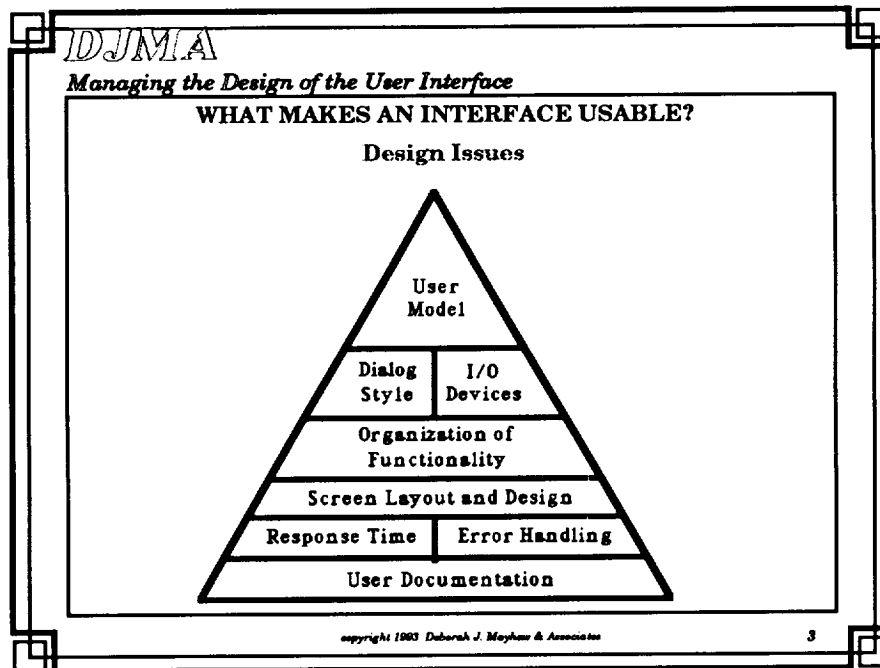 DJMA
Managing the Design of the User Interface
WHAT MAKES AN INTERFACE USABLE?
Design Issues
User
Model
Dialog
Style
I/O
Devices
Organization of
Functionality
Screen Layout and Design
Response Time
Error Handling
User Documentation
copyright 1993 Deborah J. Mayhew & Associates
3